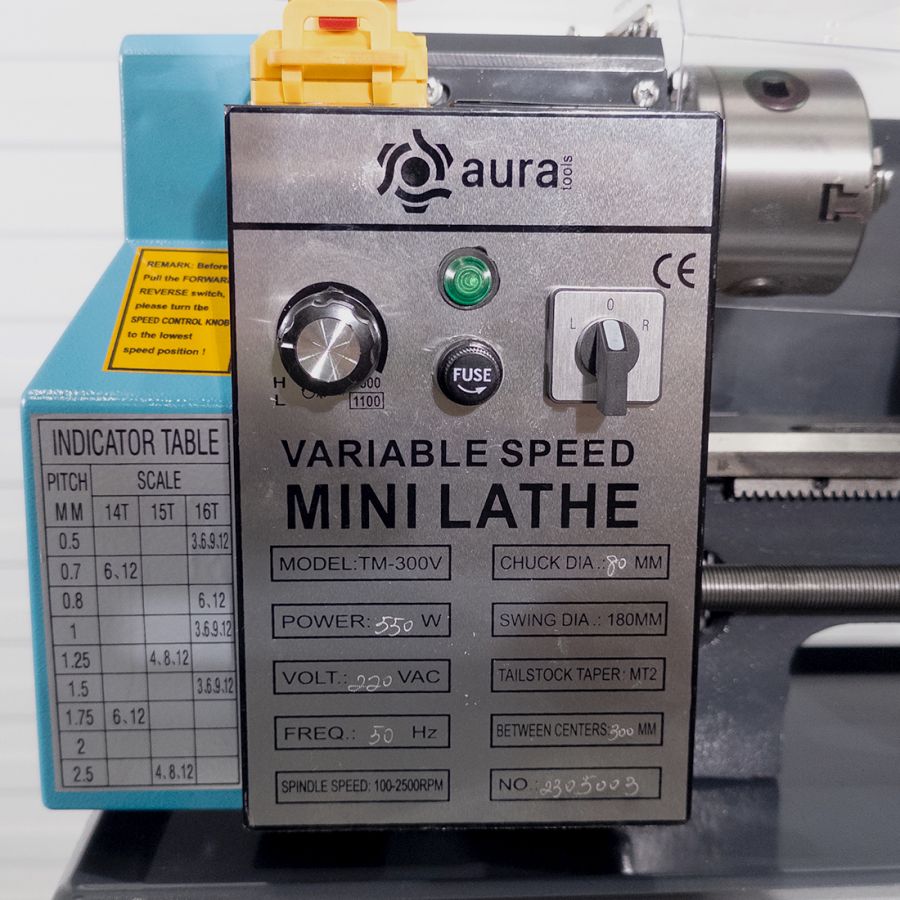 aura
tools
CE
REMARK: Before
Pull the FORWAR
REVERSE switch,
please turn the
SPEED CONTROL KNOB
to the lowest
speed position !
L O R
FUSE
H
L 1100
VARIABLE SPEED
MINI LATHE
MODEL:TM-300V
POWER: 550 W
VOLT.: 220 VAC
FREQ.: 50 Hz
SPINDLE SPEED: 100-2500RPM
CHUCK DIA.: 80 MM
SWING DIA.: 180MM
TAILSTOCK TAPER: MT2
BETWEEN CENTERS: 300 MM
NO.: 2305003
INDICATOR TABLE
PITCH SCALE
MM 14T 15T 16T
0.5 3.6.9.12
0.7 6、12
0.8 6、12
1 3.6.9.12
1.25 4、8、12
1.5 3.6.9.12
1.75 6、12
2
2.5 4、8、12